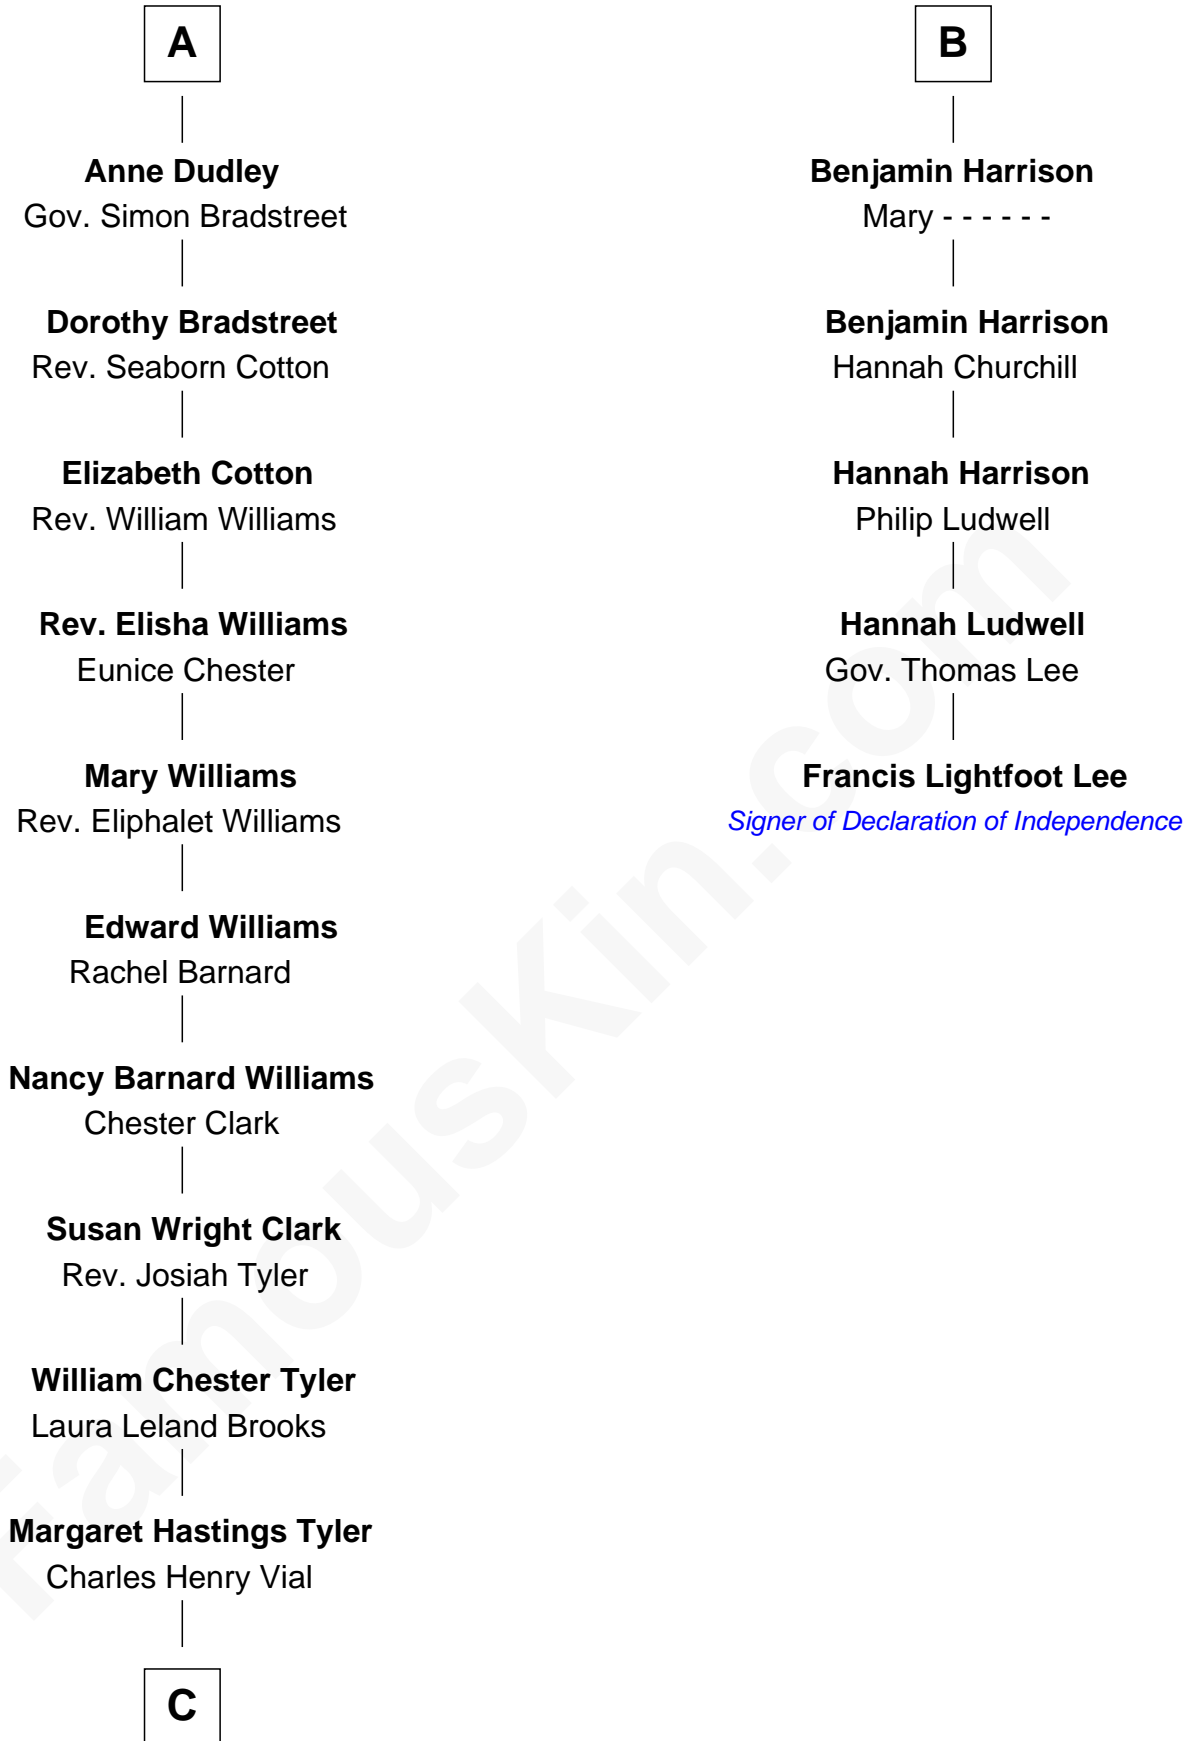 A
Anne Dudley
Gov. Simon Bradstreet
Dorothy Bradstreet
Rev. Seaborn Cotton
Elizabeth Cotton
Rev. William Williams
Rev. Elisha Williams
Eunice Chester
Mary Williams
Rev. Eliphalet Williams
Edward Williams
Rachel Barnard
Nancy Barnard Williams
Chester Clark
Susan Wright Clark
Rev. Josiah Tyler
William Chester Tyler
Laura Leland Brooks
Margaret Hastings Tyler
Charles Henry Vial
C
B
Benjamin Harrison
Mary - - - - - -
Benjamin Harrison
Hannah Churchill
Hannah Harrison
Philip Ludwell
Hannah Ludwell
Gov. Thomas Lee
Francis Lightfoot Lee
Signer of Declaration of Independence
FamousKin.com